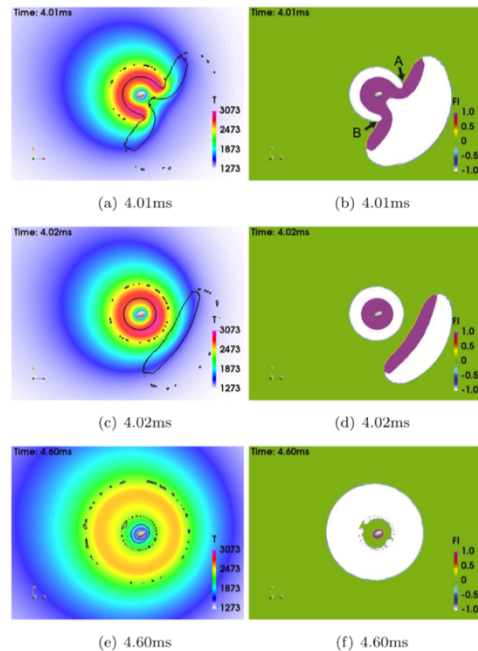 Time: 4.01ms
T
3073
2473
1873
1273
Time: 4.01ms
A
B
FI
1.0
0.5
0.0
-0.5
-1.0
(a) 4.01ms
(b) 4.01ms
Time: 4.02ms
T
3073
2473
1873
1273
Time: 4.02ms
FI
1.0
0.5
0.0
-0.5
-1.0
(c) 4.02ms
(d) 4.02ms
Time: 4.60ms
T
3073
2473
1873
1273
Time: 4.60ms
FI
1.0
0.5
0.0
-0.5
-1.0
(e) 4.60ms
(f) 4.60ms